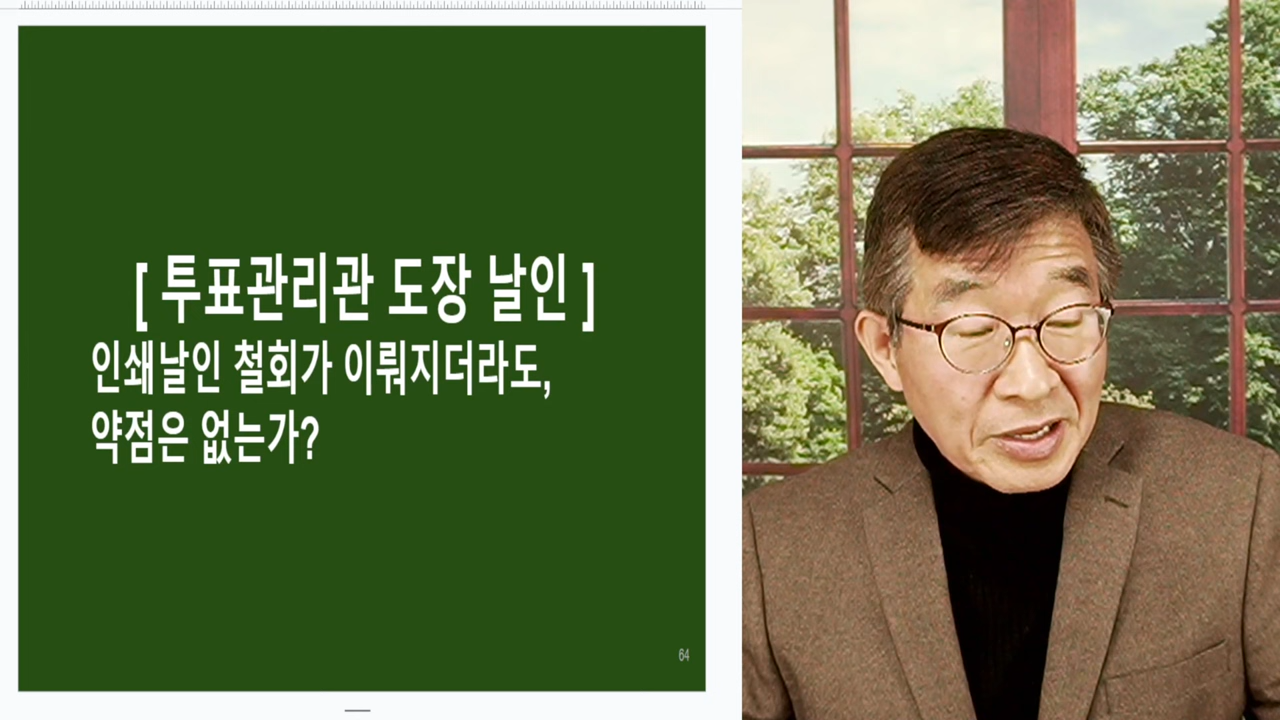 [ 투표관리관 도장 날인 ]
인쇄날인 철회가 이뤄지더라도,
약점은 없는가?
64